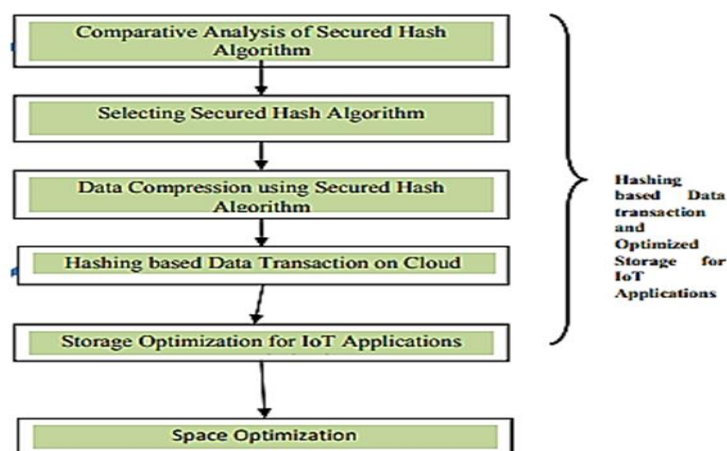 Comparative Analysis of Secured Hash
Algorithm
Selecting Secured Hash Algorithm
Data Compression using Secured Hash
Algorithm
Hashing based Data Transaction on Cloud
Storage Optimization for IoT Applications
Space Optimization
Hashing
based Data
transaction
and
Optimized
Storage for
IoT
Applications